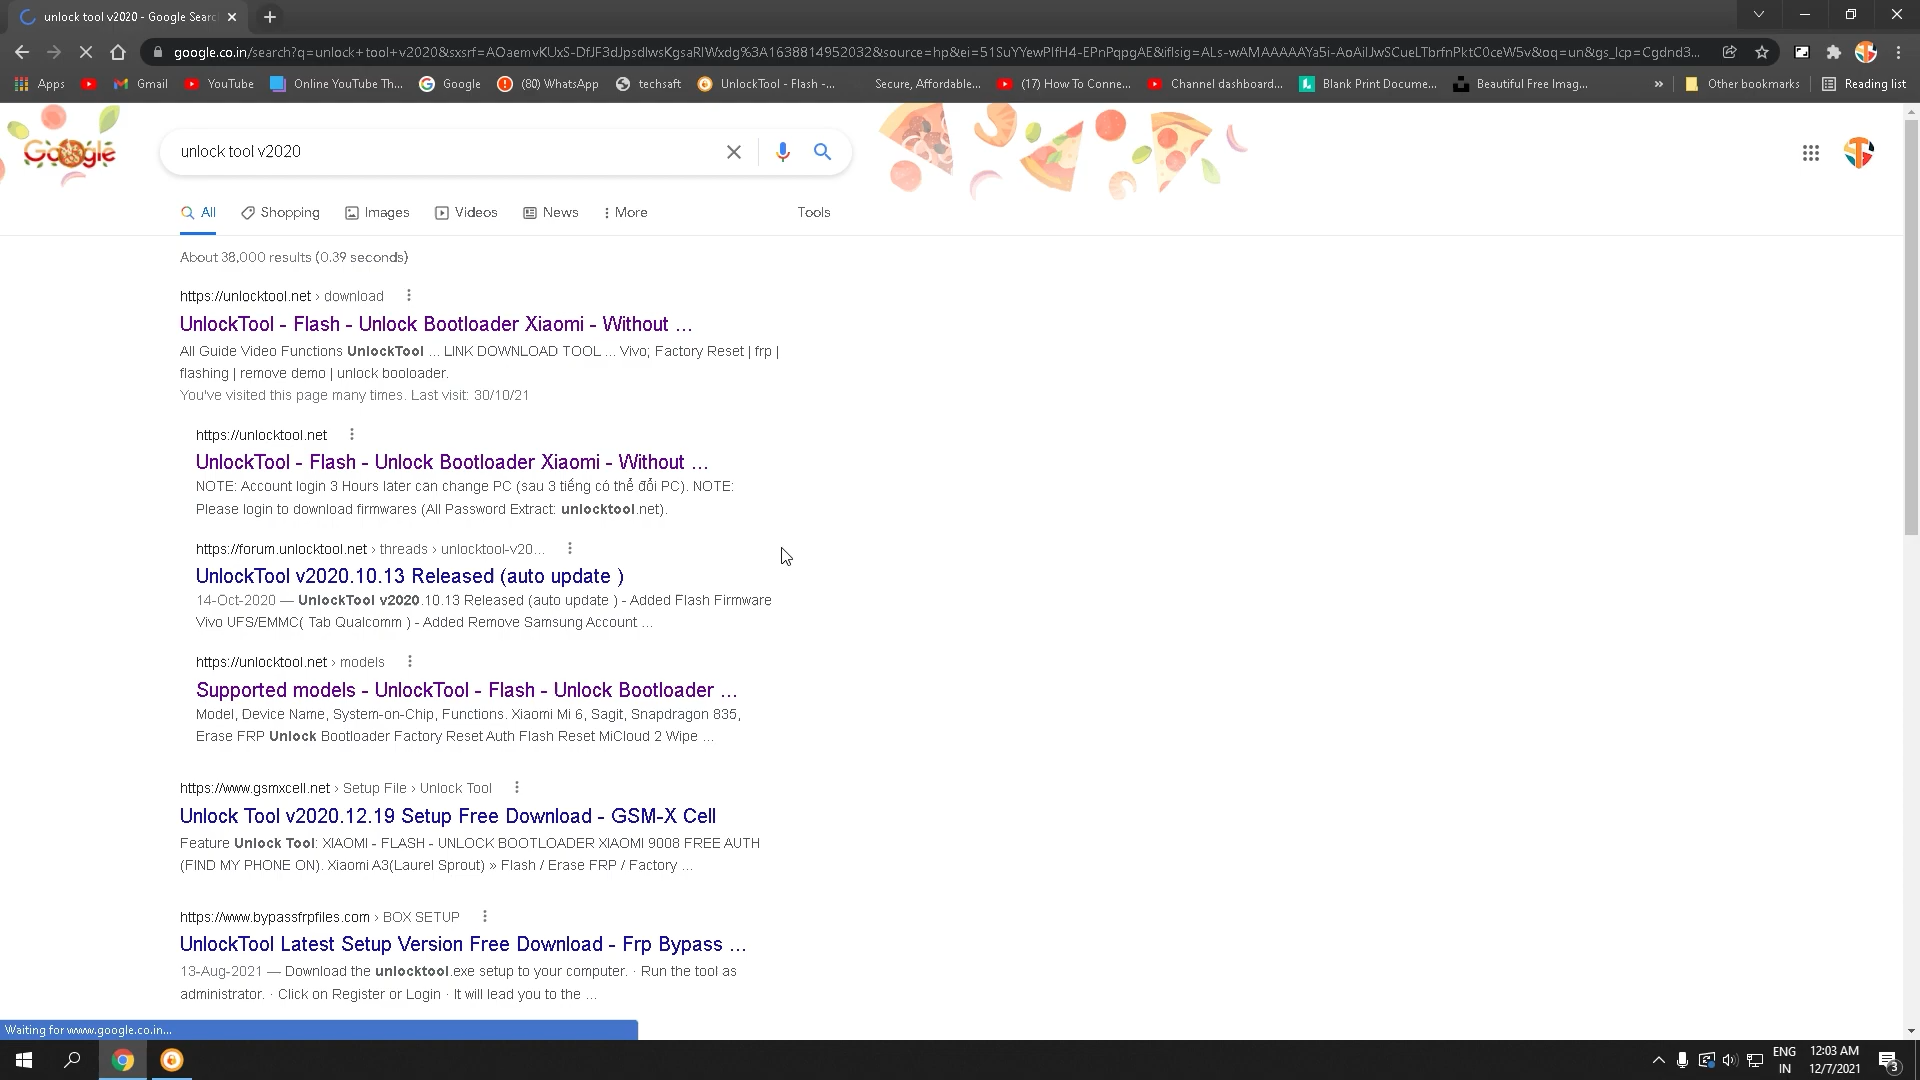 unlock tool v2020 - Google Searc
google.co.in/search?q=unlock+tool+v2020&sxsrf=AOaemvKUxS-DfJF3dJpsdIwsKgsaRIWxdg%3A1638814952032&source=hp&ei=51SuYYewPIfH4-EPnPqpgAE&iflsig=ALs-wAMAAAAAYa5i-AoAilJwSCueLTbrfnPktC0ceW5v&oq=un&gs_lcp=Cgdnd3...
Apps Gmail YouTube Online YouTube Th... Google (80) WhatsApp techsaft UnlockTool - Flash -... Secure, Affordable... (17) How To Conne... Channel dashboard... Blank Print Docume... Beautiful Free Imag... » Other bookmarks Reading list
Google
unlock tool v2020
All Shopping Images Videos News More Tools
About 38,000 results (0.39 seconds)
https://unlocktool.net › download
UnlockTool - Flash - Unlock Bootloader Xiaomi - Without ...
All Guide Video Functions UnlockTool ... LINK DOWNLOAD TOOL ... Vivo; Factory Reset | frp |
flashing | remove demo | unlock booloader.
You've visited this page many times. Last visit: 30/10/21
https://unlocktool.net
UnlockTool - Flash - Unlock Bootloader Xiaomi - Without ...
NOTE: Account login 3 Hours later can change PC (sau 3 tiếng có thể đổi PC). NOTE:
Please login to download firmwares (All Password Extract: unlocktool.net).
https://forum.unlocktool.net › threads › unlocktool-v20...
UnlockTool v2020.10.13 Released (auto update )
14-Oct-2020 — UnlockTool v2020.10.13 Released (auto update ) - Added Flash Firmware
Vivo UFS/EMMC( Tab Qualcomm ) - Added Remove Samsung Account ...
https://unlocktool.net › models
Supported models - UnlockTool - Flash - Unlock Bootloader ...
Model, Device Name, System-on-Chip, Functions. Xiaomi Mi 6, Sagit, Snapdragon 835,
Erase FRP Unlock Bootloader Factory Reset Auth Flash Reset MiCloud 2 Wipe ...
https://www.gsmxcell.net › Setup File › Unlock Tool
Unlock Tool v2020.12.19 Setup Free Download - GSM-X Cell
Feature Unlock Tool: XIAOMI - FLASH - UNLOCK BOOTLOADER XIAOMI 9008 FREE AUTH
(FIND MY PHONE ON). Xiaomi A3(Laurel Sprout) » Flash / Erase FRP / Factory ...
https://www.bypassfrpfiles.com › BOX SETUP
UnlockTool Latest Setup Version Free Download - Frp Bypass ...
13-Aug-2021 — Download the unlocktool.exe setup to your computer. · Run the tool as
administrator. · Click on Register or Login · It will lead you to the ...
Waiting for www.google.co.in...
ENG 12:03 AM
IN 12/7/2021 3